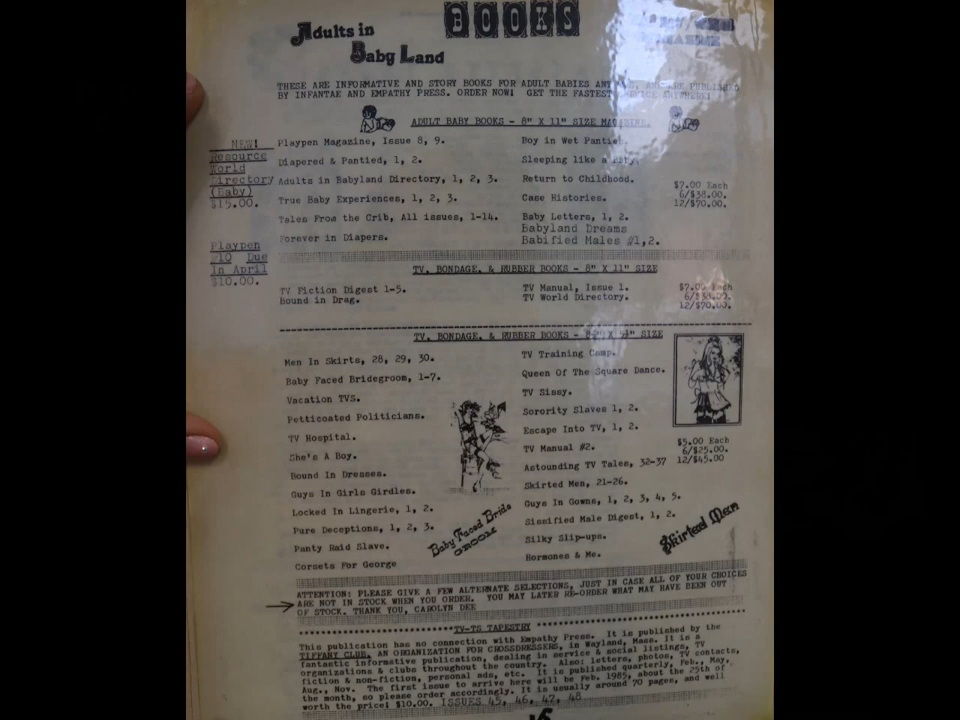 BOOKS
Adults in
Baby Land
THESE ARE INFORMATIVE AND STORY BOOKS FOR ADULT BABIES
BY INFANTAE AND EMPATHY PRESS. ORDER NOW! GET THE FASTEST
ADULT BABY BOOKS - 8" X 11" SIZE MAGAZINE.
NEW!
Resource
World
Directory
(Baby)
$15.00.
Playpen
#10 Due
In April
$10.00.
Playpen Magazine, Issue 8, 9.
Diapered & Pantied, 1, 2.
Adults in Babyland Directory, 1, 2, 3.
True Baby Experiences, 1, 2, 3.
Tales From the Crib, All issues, 1-14.
Forever in Diapers.
Boy in Wet Panties.
Sleeping like a Baby.
Return to Childhood.
Case Histories.
Baby Letters, 1, 2.
Babyland Dreams
Babified Males #1,2.
$7.00 Each
6/$38.00.
12/$70.00.
TV, BONDAGE, & RUBBER BOOKS - 8" X 11" SIZE
TV Fiction Digest 1-5.
Bound in Drag.
TV Manual, Issue 1.
TV World Directory.
$7.00 Each
6/$38.00.
12/$70.00.
TV, BONDAGE, & RUBBER BOOKS - SIZE
Men In Skirts, 28, 29, 30.
Baby Faced Bridegroom, 1-7.
Vacation TVS.
Petticoated Politicians.
TV Hospital.
She's A Boy.
Bound In Dresses.
Guys In Girls Girdles.
Locked In Lingerie, 1, 2.
Pure Deceptions, 1, 2, 3.
Panty Raid Slave.
Corsets For George
Baby Faced Bride
GROOM
TV Training Camp.
Queen Of The Square Dance.
TV Sissy.
Sorority Slaves 1, 2.
Escape Into TV, 1, 2.
TV Manual #2.
Astounding TV Tales, 32-37
Skirted Men, 21-26.
Guys In Gowns, 1, 2, 3, 4, 5.
Sissified Male Digest, 1, 2.
Silky Slip-ups.
Hormones & Me.
$5.00 Each
6/$25.00.
12/$45.00
Skirted Men
ATTENTION: PLEASE GIVE A FEW ALTERNATE SELECTIONS, JUST IN CASE ALL OF YOUR CHOICES
ARE NOT IN STOCK WHEN YOU ORDER. YOU MAY LATER RE-ORDER WHAT MAY HAVE BEEN OUT
OF STOCK. THANK YOU, CAROLYN DEE
TV-TS TAPESTRY
This publication has no connection with Empathy Press. It is published by the
TIFFANY CLUB, AN ORGANIZATION FOR CROSSDRESSERS, in Wayland, Mass. It is a
fantastic informative publication, dealing in service & social listings, TV
organizations & clubs throughout the country. Also: letters, photos, TV contacts,
fiction & non-fiction, personal ads, etc. It is published quarterly, Feb., May,
Aug., Nov. The first issue to arrive here will be Feb. 1985, about the 25th of
the month, so please order accordingly. It is usually around 70 pages, and well
worth the price! $10.00. ISSUES 45, 46, 47, 48